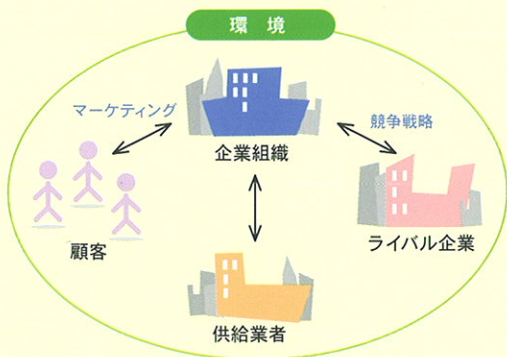 環境
マーケティング
競争戦略
企業組織
顧客
ライバル企業
供給業者